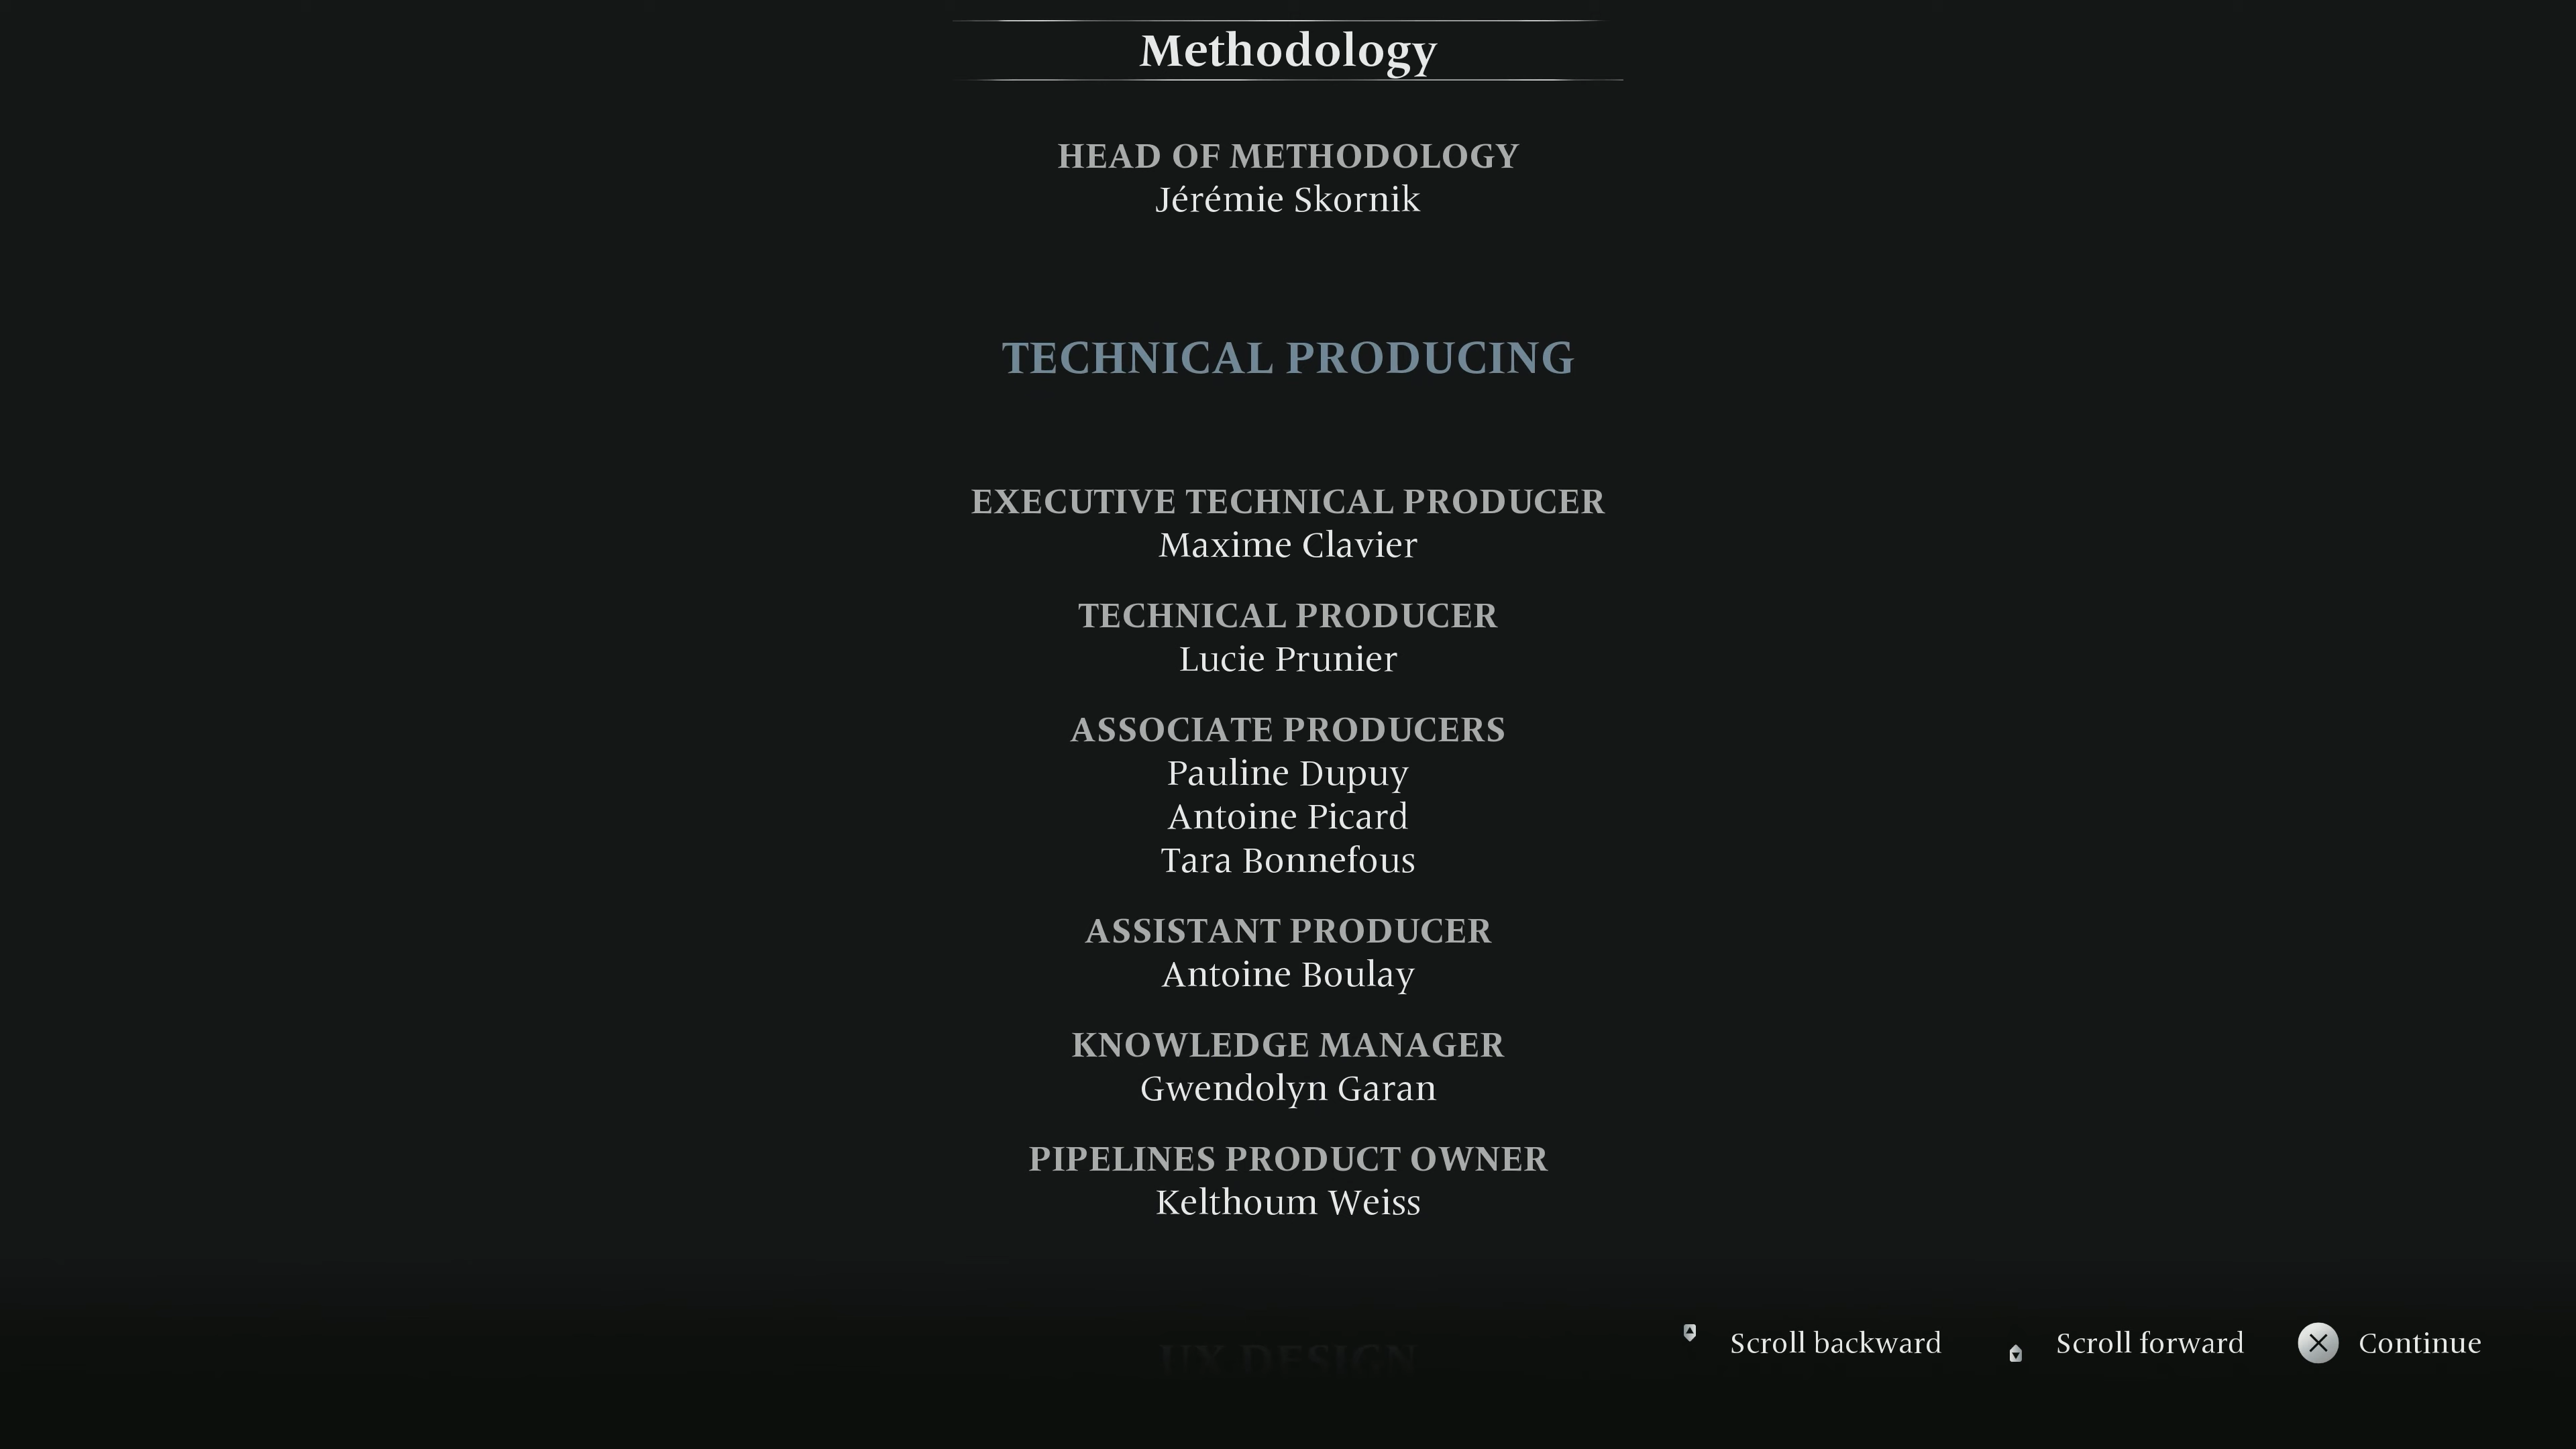 Methodology
HEAD OF METHODOLOGY
Jérémie Skornik
TECHNICAL PRODUCING
EXECUTIVE TECHNICAL PRODUCER
Maxime Clavier
TECHNICAL PRODUCER
Lucie Prunier
ASSOCIATE PRODUCERS
Pauline Dupuy
Antoine Picard
Tara Bonnefous
ASSISTANT PRODUCER
Antoine Boulay
KNOWLEDGE MANAGER
Gwendolyn Garan
PIPELINES PRODUCT OWNER
Kelthoum Weiss
UX DESIGN
Scroll backward Scroll forward Continue